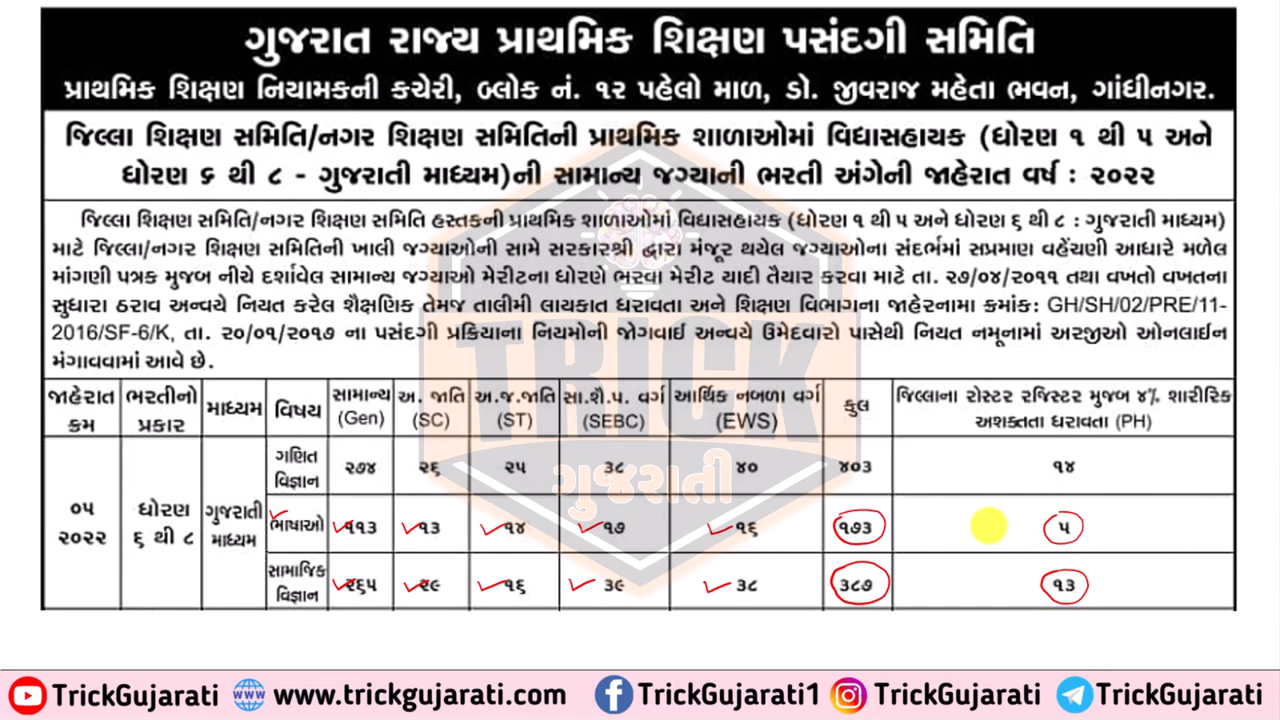 ગુજરાત રાજ્ય પ્રાથમિક શિક્ષણ પસંદગી સમિતિ
પ્રાથમિક શિક્ષણ નિયામકની કચેરી, બ્લોક નં. ૧૨ પહેલો માળ, ડો. જીવરાજ મહેતા ભવન, ગાંધીનગર.
જિલ્લા શિક્ષણ સમિતિ/નગર શિક્ષણ સમિતિની પ્રાથમિક શાળાઓમાં વિદ્યાસહાયક (ધોરણ ૧ થી ૫ અને
ધોરણ ૬ થી ૮ - ગુજરાતી માધ્યમ)ની સામાન્ય જગ્યાની ભરતી અંગેની જાહેરાત વર્ષ : ૨૦૨૨
જિલ્લા શિક્ષણ સમિતિ/નગર શિક્ષણ સમિતિ હસ્તકની પ્રાથમિક શાળાઓમાં વિદ્યાસહાયક (ધોરણ ૧ થી ૫ અને ધોરણ ૬ થી ૮ : ગુજરાતી માધ્યમ)
માટે જિલ્લા/નગર શિક્ષણ સમિતિની ખાલી જગ્યાઓની સામે સરકારશ્રી દ્વારા મંજૂર થયેલ જગ્યાઓના સંદર્ભમાં સપ્રમાણ વહેંચણી આધારે મળેલ
માંગણી પત્રક મુજબ નીચે દર્શાવેલ સામાન્ય જગ્યાઓ મેરીટના ધોરણે ભરવા મેરીટ યાદી તૈયાર કરવા માટે તા. ૨૭/૦૪/૨૦૧૧ તથા વખતો વખતના
સુધારા ઠરાવ અન્વયે નિયત કરેલ શૈક્ષણિક તેમજ તાલીમી લાયકાત ધરાવતા અને શિક્ષણ વિભાગના જાહેરનામા ક્રમાંક: GH/SH/02/PRE/11-
2016/SF-6/K, તા. ૨૦/૦૧/૨૦૧૭ ના પસંદગી પ્રક્રિયાના નિયમોની જોગવાઈ અન્વયે ઉમેદવારો પાસેથી નિયત નમૂનામાં અરજીઓ ઓનલાઈન
મંગાવવામાં આવે છે.
જાહેરાત ક્રમ ભરતીનો પ્રકાર માધ્યમ વિષય સામાન્ય (Gen) અ. જાતિ (SC) અ.જ.જાતિ (ST) સા.શૈ.પ. વર્ગ (SEBC) આર્થિક નબળા વર્ગ (EWS) કુલ જિલ્લાના રોસ્ટર રજિસ્ટર મુજબ ૪% શારીરિક અશક્તતા ધરાવતા (PH)
ગણિત વિજ્ઞાન ૨૭૪ ૨૬ ૨૫ ૩૮ ૪૦ ૪૦૩ ૧૪
૦૫ ૨૦૨૨ ધોરણ ૬ થી ૮ ગુજરાતી માધ્યમ ભાષાઓ ૧૧૩ ૧૩ ૧૪ ૧૭ ૧૬ ૧૭૩ ૫
સામાજિક વિજ્ઞાન ૨૬૫ ૨૯ ૧૬ ૩૯ ૩૮ ૩૮૭ ૧૩
TRICK
ગુજરાતી
TrickGujarati www.trickgujarati.com TrickGujarati1 TrickGujarati TrickGujarati